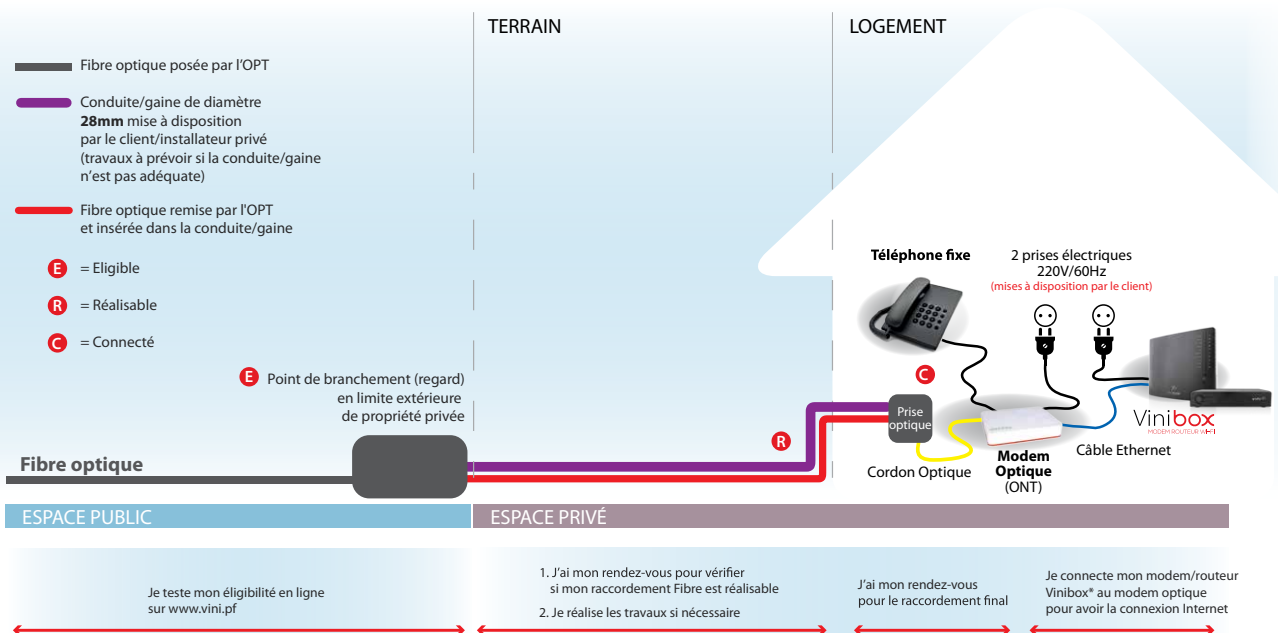 TERRAIN
LOGEMENT
Fibre optique posée par l'OPT
Conduite/gaine de diamètre
28mm mise à disposition
par le client/installateur privé
(travaux à prévoir si la conduite/gaine
n'est pas adéquate)
Fibre optique remise par l'OPT
et insérée dans la conduite/gaine
E = Eligible
R = Réalisable
C = Connecté
E Point de branchement (regard)
en limite extérieure
de propriété privée
Fibre optique
R
Téléphone fixe
2 prises électriques
220V/60Hz
(mises à disposition par le client)
C
Prise
optique
Cordon Optique
Modem
Optique
(ONT)
Câble Ethernet
Vinibox
MODEM ROUTEUR WI-FI
ESPACE PUBLIC
ESPACE PRIVÉ
Je teste mon éligibilité en ligne
sur www.vini.pf
1. J'ai mon rendez-vous pour vérifier
si mon raccordement Fibre est réalisable
2. Je réalise les travaux si nécessaire
J'ai mon rendez-vous
pour le raccordement final
Je connecte mon modem/routeur
Vinibox* au modem optique
pour avoir la connexion Internet